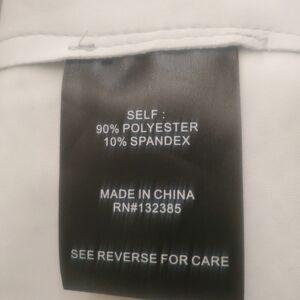 SELF :
90% POLYESTER
10% SPANDEX
MADE IN CHINA
RN#132385
SEE REVERSE FOR CARE